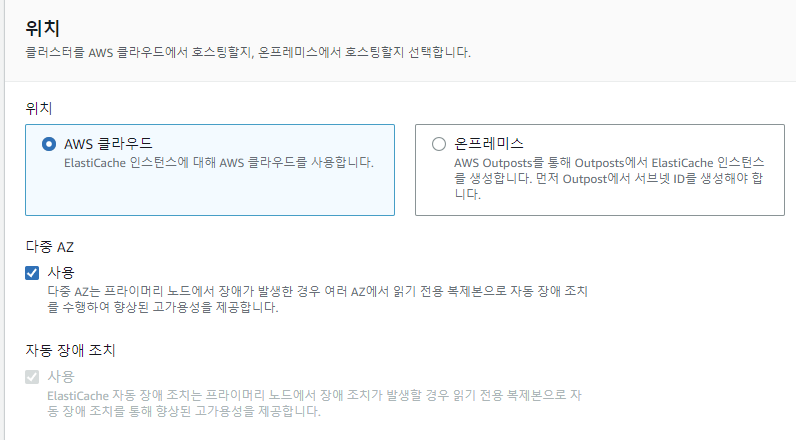 위치
클러스터를 AWS 클라우드에서 호스팅할지, 온프레미스에서 호스팅할지 선택합니다.
위치
AWS 클라우드
ElastiCache 인스턴스에 대해 AWS 클라우드를 사용합니다.
온프레미스
AWS Outposts를 통해 Outposts에서 ElastiCache 인스턴스
를 생성합니다. 먼저 Outpost에서 서브넷 ID를 생성해야 합
니다.
다중 AZ
사용
다중 AZ는 프라이머리 노드에서 장애가 발생한 경우 여러 AZ에서 읽기 전용 복제본으로 자동 장애 조치
를 수행하여 향상된 고가용성을 제공합니다.
자동 장애 조치
사용
ElastiCache 자동 장애 조치는 프라이머리 노드에서 장애 조치가 발생할 경우 읽기 전용 복제본으로 자
동 장애 조치를 통해 향상된 고가용성을 제공합니다.